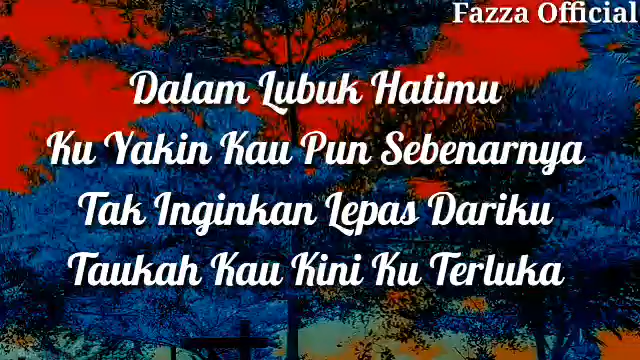 Fazza Official
Dalam Lubuk Hatimu
Ku Yakin Kau Pun Sebenarnya
Tak Inginkan Lepas Dariku
Taukah Kau Kini Ku Terluka